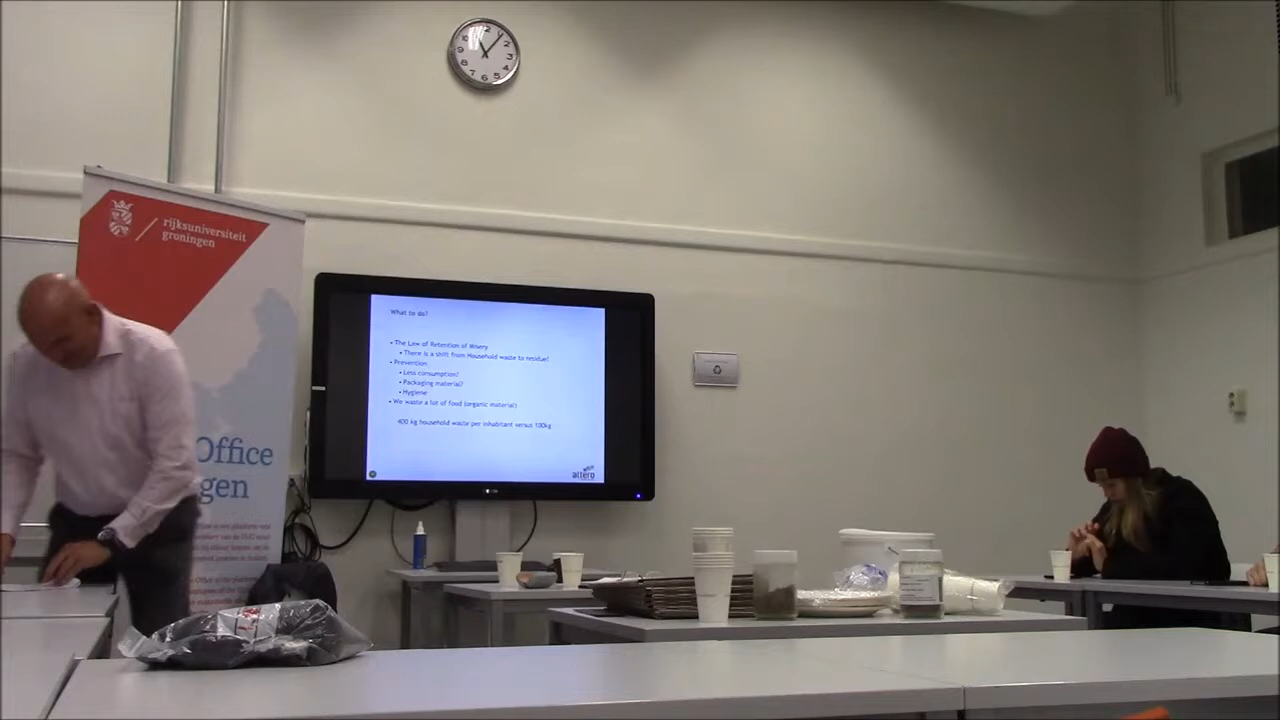 rijksuniversiteit
groningen
What to do?
• The Law of Retention of Misery
• There is a shift from Household waste to residue!
• Prevention
• Less consumption?
• Packaging material?
• Hygiene
• We waste a lot of food (organic material)
400 kg household waste per inhabitant versus 100kg
attero
Office
gen